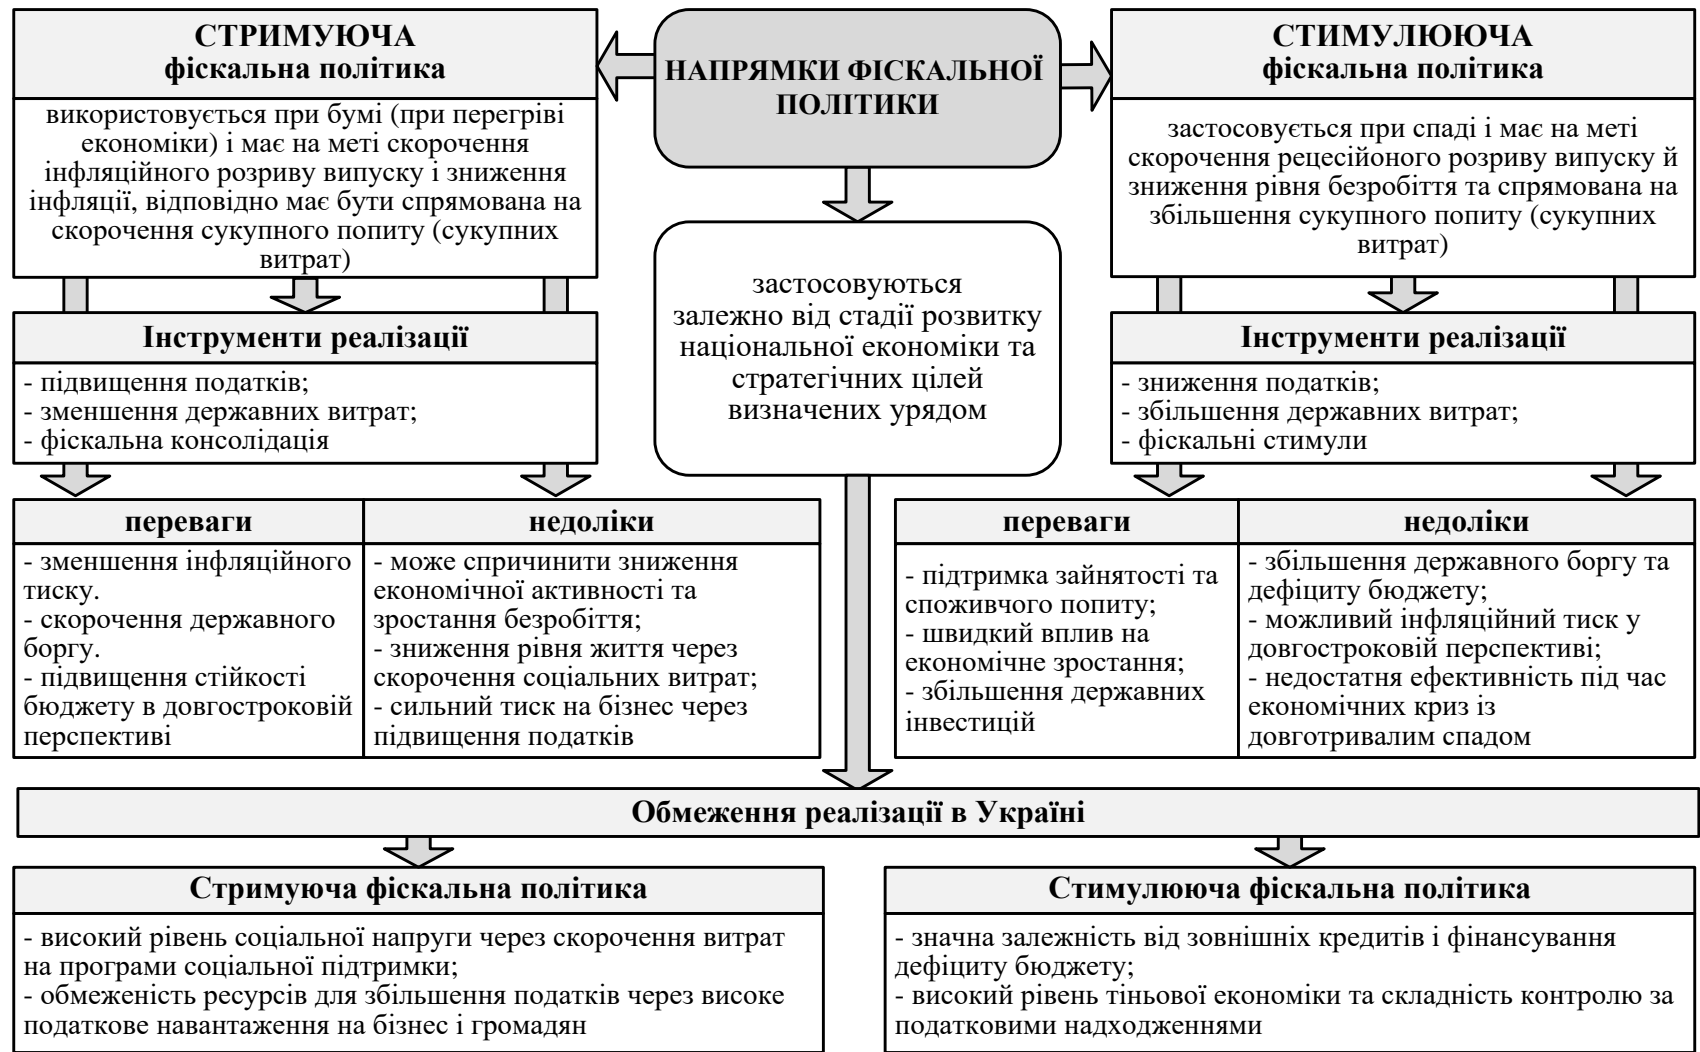 СТРИМУЮЧА
фіскальна політика
використовується при бумі (при перегріві
економіки) і має на меті скорочення
інфляційного розриву випуску і зниження
інфляції, відповідно має бути спрямована на
скорочення сукупного попиту (сукупних
витрат)
НАПРЯМКИ ФІСКАЛЬНОЇ
ПОЛІТИКИ
СТИМУЛЮЮЧА
фіскальна політика
застосовується при спаді і має на меті
скорочення рецесійоного розриву випуску й
зниження рівня безробіття та спрямована на
збільшення сукупного попиту (сукупних
витрат)
застосовуються
залежно від стадії розвитку
національної економіки та
стратегічних цілей
визначених урядом
Інструменти реалізації
- підвищення податків;
- зменшення державних витрат;
- фіскальна консолідація
Інструменти реалізації
- зниження податків;
- збільшення державних витрат;
- фіскальні стимули
переваги
- зменшення інфляційного
тиску.
- скорочення державного
боргу.
- підвищення стійкості
бюджету в довгостроковій
перспективі
недоліки
- може спричинити зниження
економічної активності та
зростання безробіття;
- зниження рівня життя через
скорочення соціальних витрат;
- сильний тиск на бізнес через
підвищення податків
переваги
- підтримка зайнятості та
споживчого попиту;
- швидкий вплив на
економічне зростання;
- збільшення державних
інвестицій
недоліки
- збільшення державного боргу та
дефіциту бюджету;
- можливий інфляційний тиск у
довгостроковій перспективі;
- недостатня ефективність під час
економічних криз із
довготривалим спадом
Обмеження реалізації в Україні
Стримуюча фіскальна політика
- високий рівень соціальної напруги через скорочення витрат
на програми соціальної підтримки;
- обмеженість ресурсів для збільшення податків через високе
податкове навантаження на бізнес і громадян
Стимулююча фіскальна політика
- значна залежність від зовнішніх кредитів і фінансування
дефіциту бюджету;
- високий рівень тіньової економіки та складність контролю за
податковими надходженнями